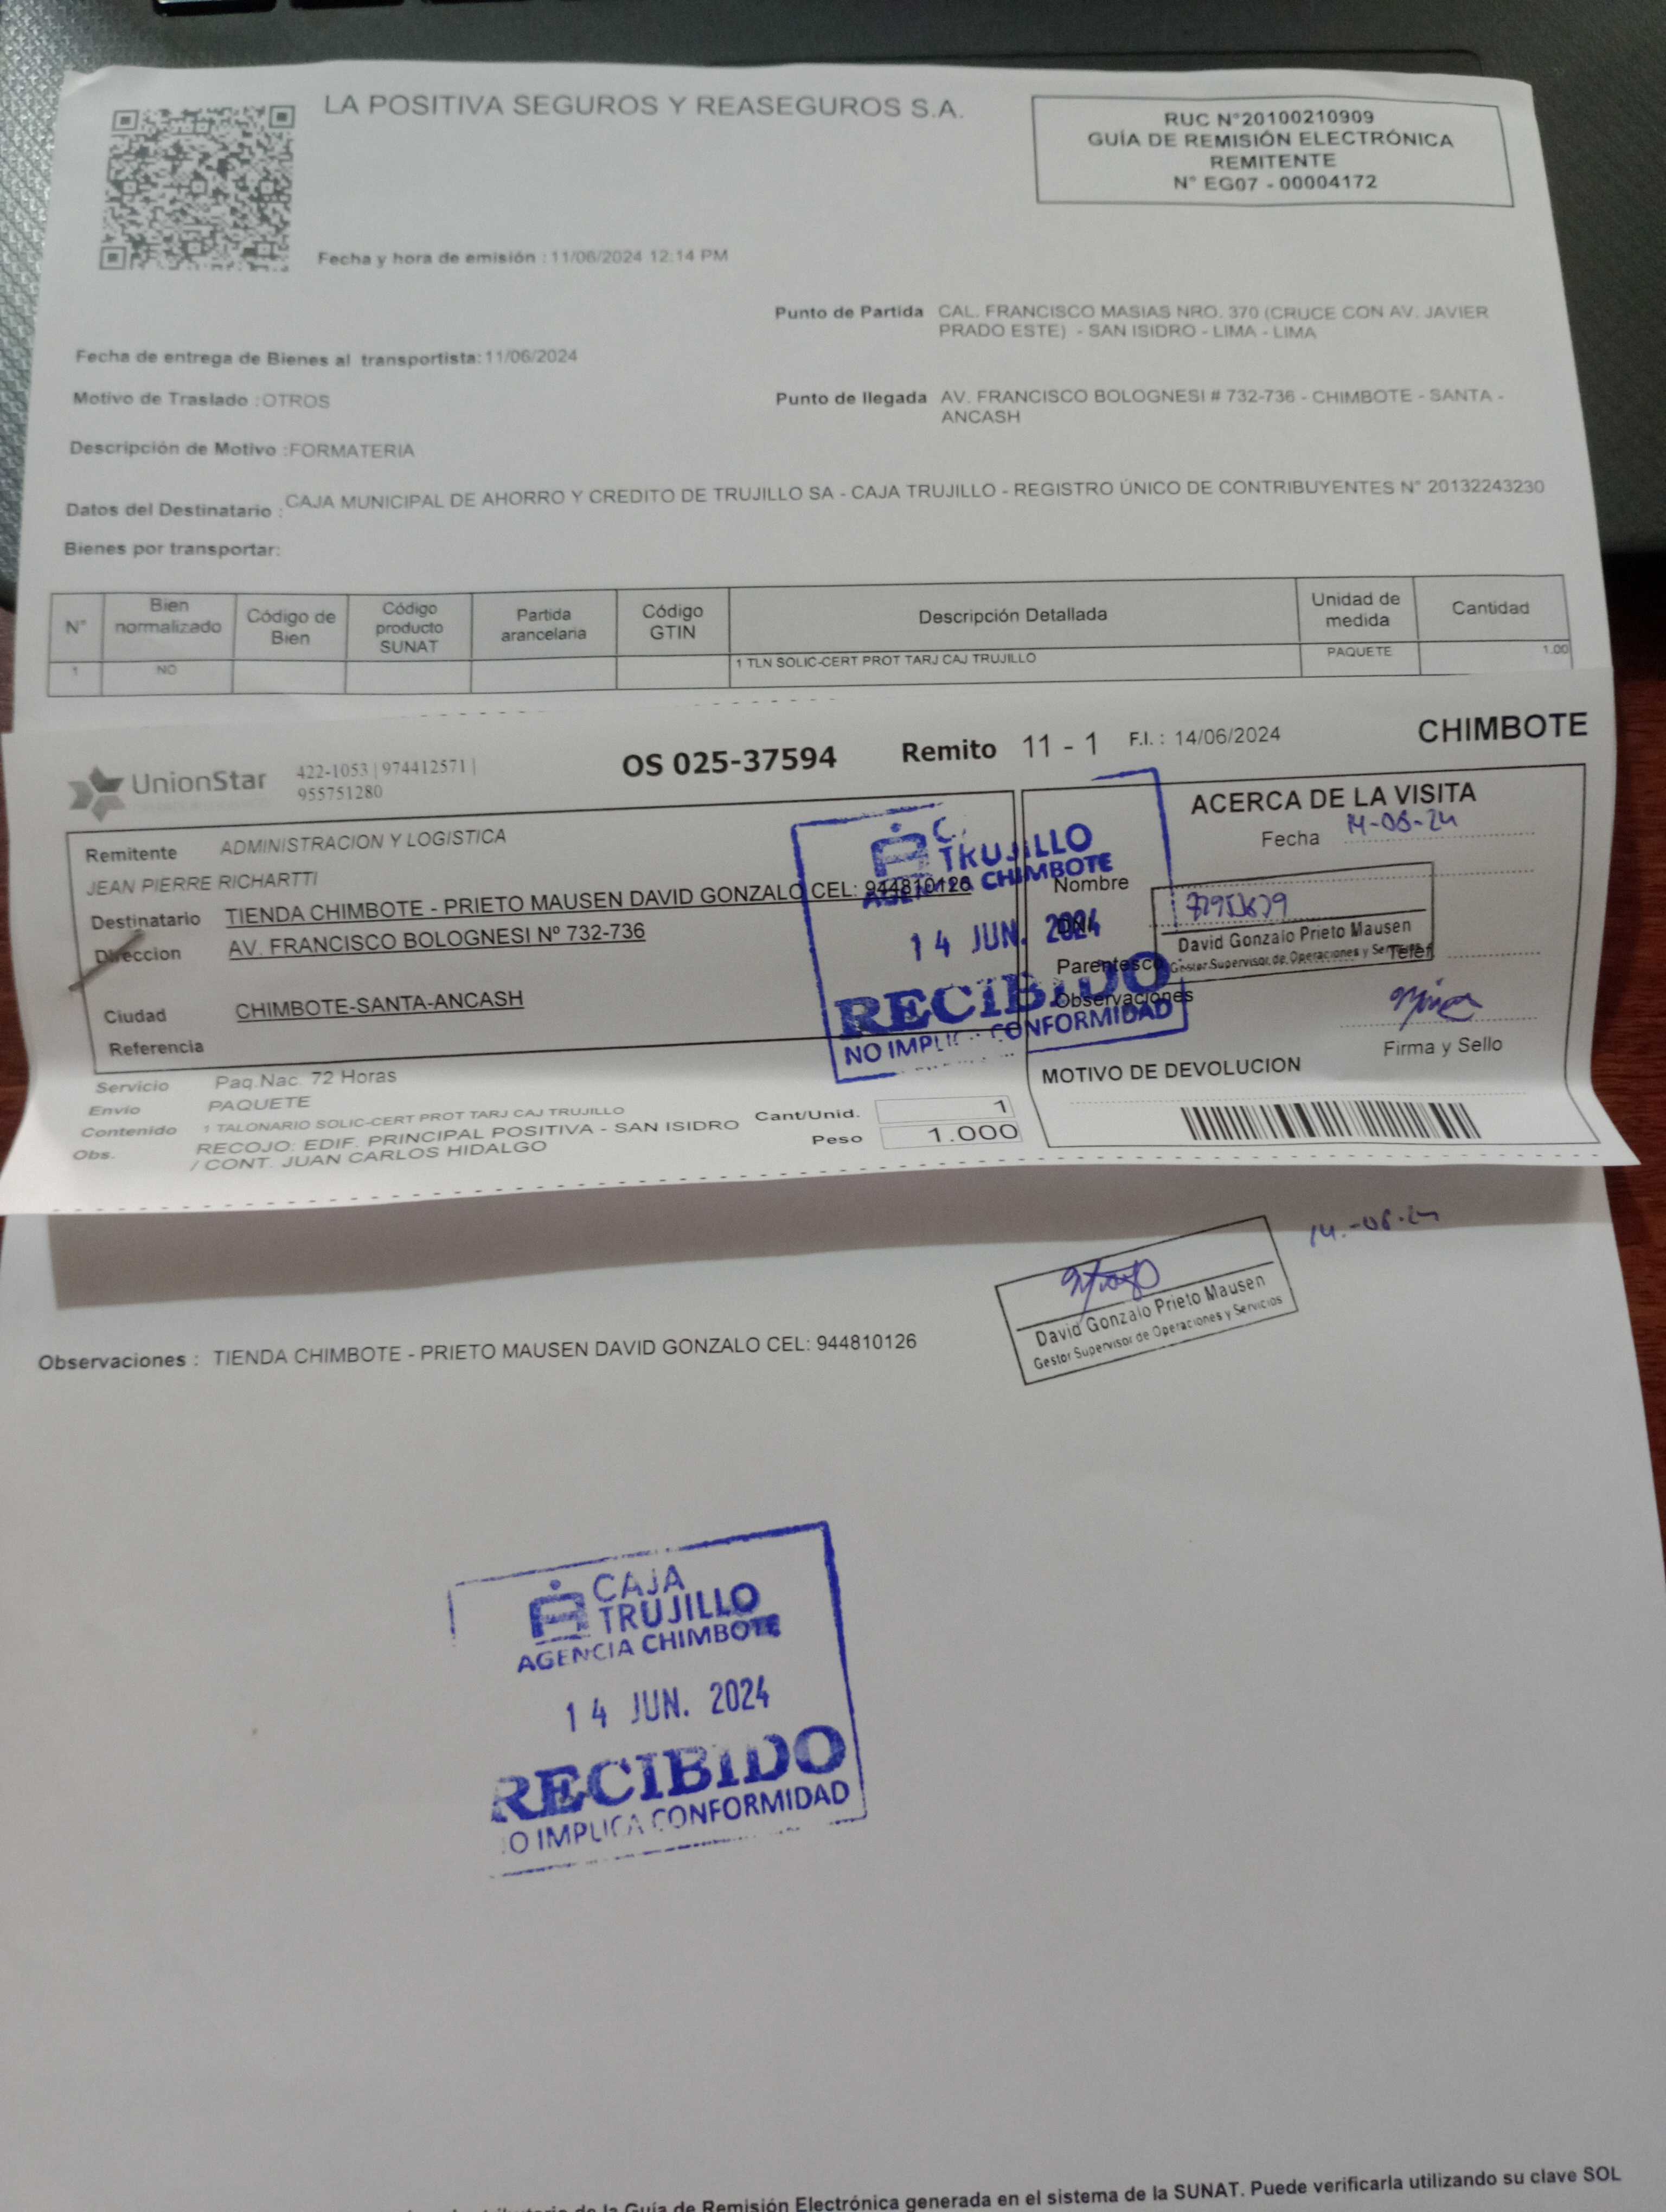 LA POSITIVA SEGUROS Y REASEGUROS S.A.
RUC N°20100210909
GUÍA DE REMISIÓN ELECTRÓNICA
REMITENTE
N° EG07 - 00004172
Fecha y hora de emisión : 11/06/2024 12:14 PM
Punto de Partida CAL. FRANCISCO MASIAS NRO. 370 (CRUCE CON AV. JAVIER
PRADO ESTE) - SAN ISIDRO - LIMA - LIMA
Fecha de entrega de Bienes al transportista: 11/06/2024
Motivo de Traslado : OTROS
Punto de llegada AV. FRANCISCO BOLOGNESI # 732-736 - CHIMBOTE - SANTA -
ANCASH
Descripción de Motivo : FORMATERIA
Datos del Destinatario : CAJA MUNICIPAL DE AHORRO Y CREDITO DE TRUJILLO SA - CAJA TRUJILLO - REGISTRO ÚNICO DE CONTRIBUYENTES N° 20132243230
Bienes por transportar:
N° Bien normalizado Código de Bien Código producto SUNAT Partida arancelaria Código GTIN Descripción Detallada Unidad de medida Cantidad
1 NO 1 TLN SOLIC-CERT PROT TARJ CAJ TRUJILLO PAQUETE 1.00
UnionStar 422-1053 | 974412571 |
955751280
OS 025-37594 Remito 11 - 1 F.I. : 14/06/2024 CHIMBOTE
Remitente ADMINISTRACION Y LOGISTICA
JEAN PIERRE RICHARTTI
Destinatario TIENDA CHIMBOTE - PRIETO MAUSEN DAVID GONZALO CEL: 944810126
Direccion AV. FRANCISCO BOLOGNESI Nº 732-736
Ciudad CHIMBOTE-SANTA-ANCASH
Referencia
C.
TRUJILLO
AGENCIA CHIMBOTE
14 JUN. 2024
RECIBIDO
NO IMPLIC CONFORMIDAD
ACERCA DE LA VISITA
Fecha 14-06-24
Nombre
DNI
David Gonzalo Prieto Mausen
Gestor Supervisor de Operaciones y Servicios
Parentesco Telef
Observaciones
Firma y Sello
MOTIVO DE DEVOLUCION
Servicio Paq.Nac. 72 Horas
Envio PAQUETE
Contenido 1 TALONARIO SOLIC-CERT PROT TARJ CAJ TRUJILLO
Obs. RECOJO: EDIF. PRINCIPAL POSITIVA - SAN ISIDRO
/ CONT. JUAN CARLOS HIDALGO
Cant/Unid. 1
Peso 1.000
14-06-24
David Gonzalo Prieto Mausen
Gestor Supervisor de Operaciones y Servicios
Observaciones : TIENDA CHIMBOTE - PRIETO MAUSEN DAVID GONZALO CEL: 944810126
CAJA
TRUJILLO
AGENCIA CHIMBOTE
14 JUN. 2024
RECIBIDO
O IMPLICA CONFORMIDAD
de la Guía de Remisión Electrónica generada en el sistema de la SUNAT. Puede verificarla utilizando su clave SOL